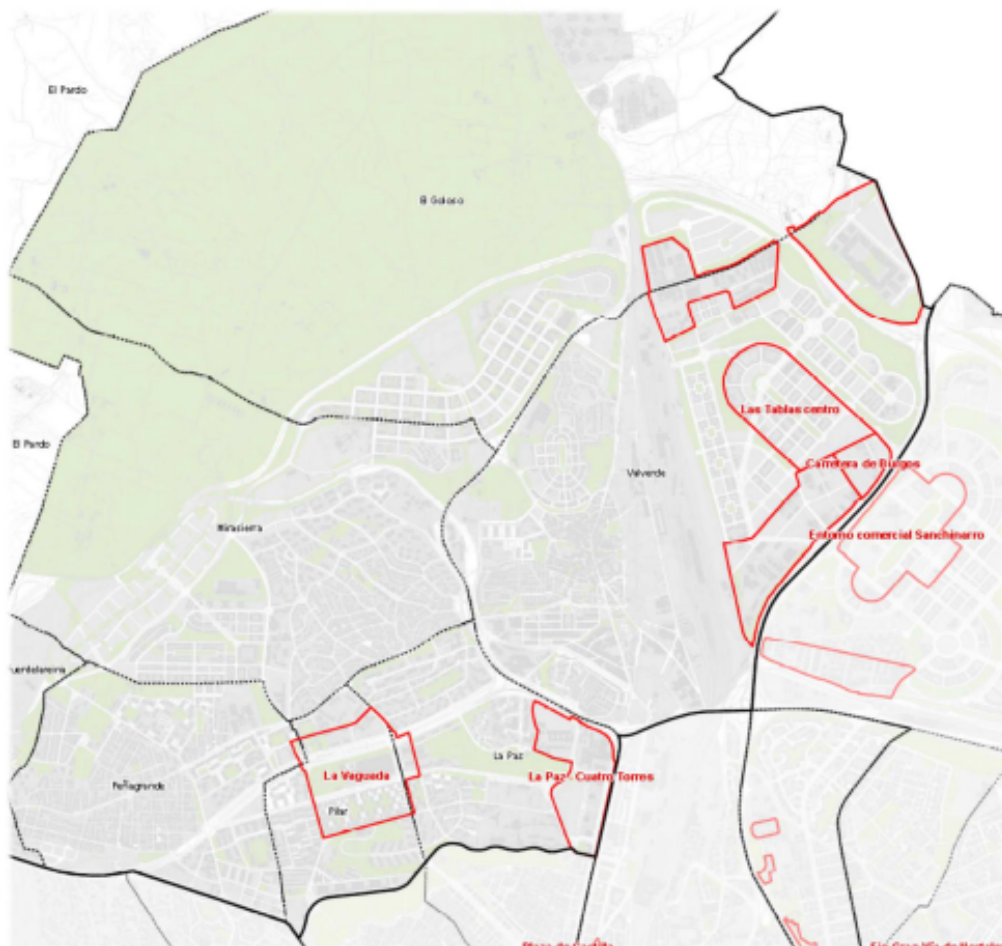 El Pardo
El Goloso
Las Tablas centro
El Pardo
Carretera de Burgos
Valverde
Mirasierra
Entorno comercial Sanchinarro
La Paz
La Vaguada
La Paz - Cuatro Torres
Peñagrande
Pilar